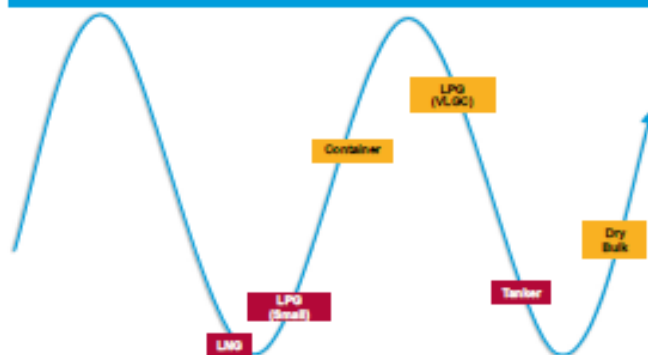 LPG
(VLGC)
Container
Dry
Bulk
LPG
(Small)
Tanker
LNG